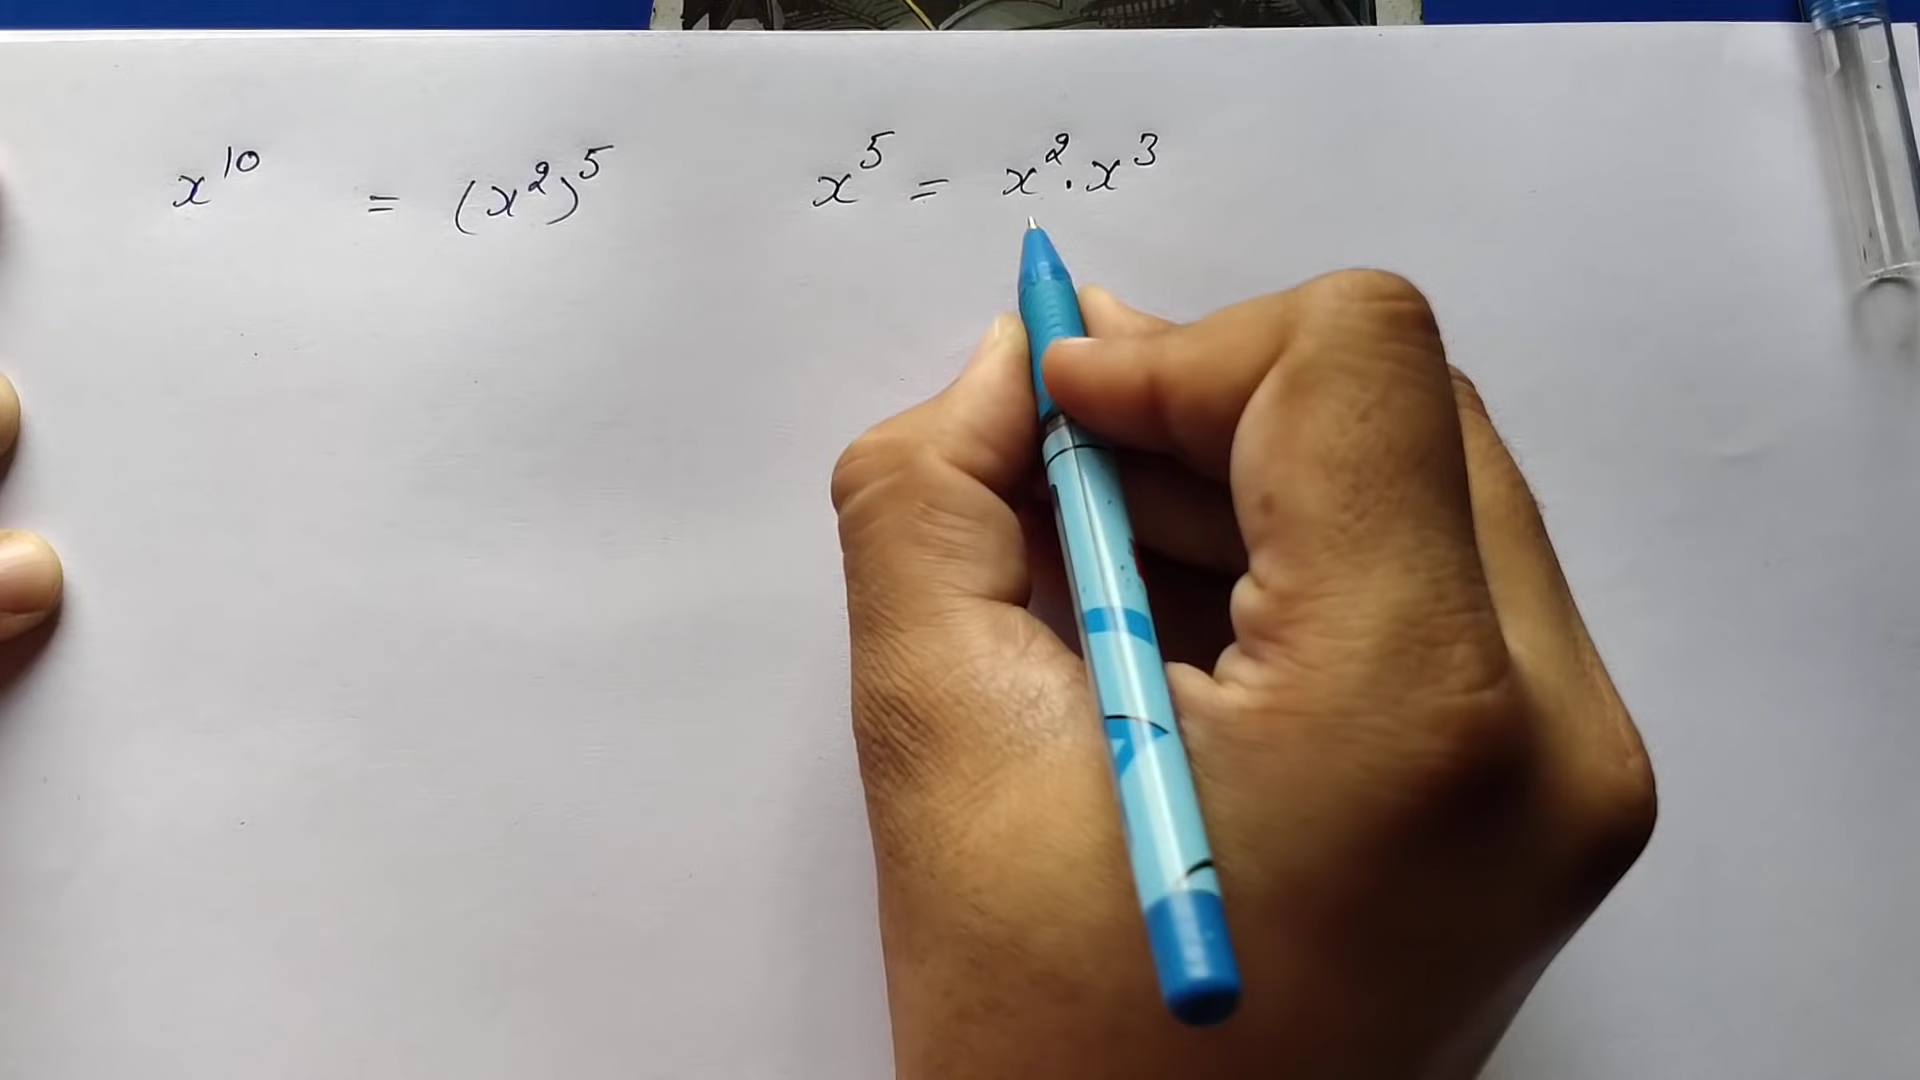 x^10 = (x^2)^5    x^5 = x^2 . x^3